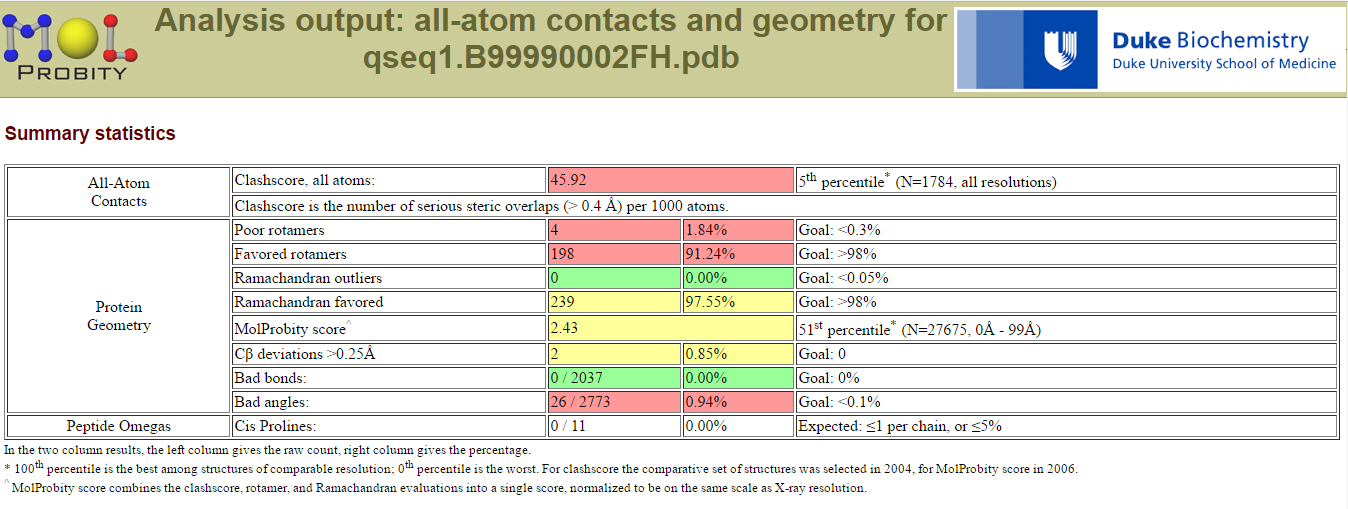 MOL
PROBITY
Analysis output: all-atom contacts and geometry for
qseq1.B99990002FH.pdb
Duke Biochemistry
Duke University School of Medicine
Summary statistics
All-Atom
Contacts
Clashscore, all atoms: 45.92 5th percentile* (N=1784, all resolutions)
Clashscore is the number of serious steric overlaps (> 0.4 Å) per 1000 atoms.
Protein
Geometry
Poor rotamers 4 1.84% Goal: <0.3%
Favored rotamers 198 91.24% Goal: >98%
Ramachandran outliers 0 0.00% Goal: <0.05%
Ramachandran favored 239 97.55% Goal: >98%
MolProbity score^ 2.43 51st percentile* (N=27675, 0Å - 99Å)
Cβ deviations >0.25Å 2 0.85% Goal: 0
Bad bonds: 0 / 2037 0.00% Goal: 0%
Bad angles: 26 / 2773 0.94% Goal: <0.1%
Peptide Omegas Cis Prolines: 0 / 11 0.00% Expected: ≤1 per chain, or ≤5%
In the two column results, the left column gives the raw count, right column gives the percentage.
* 100th percentile is the best among structures of comparable resolution; 0th percentile is the worst. For clashscore the comparative set of structures was selected in 2004, for MolProbity score in 2006.
^ MolProbity score combines the clashscore, rotamer, and Ramachandran evaluations into a single score, normalized to be on the same scale as X-ray resolution.